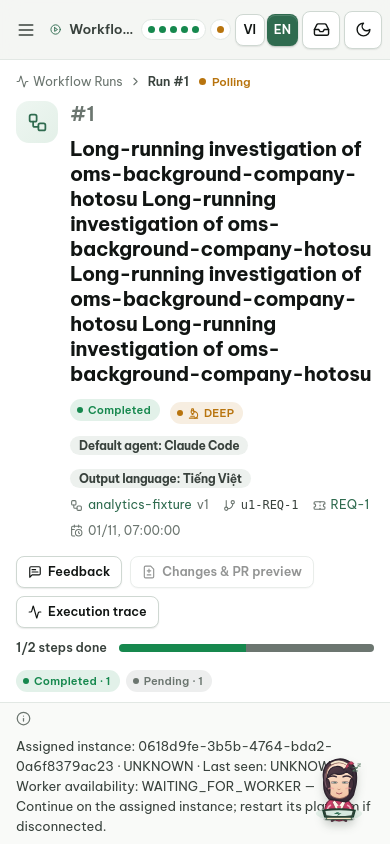 Workflo...
VI
EN
Workflow Runs > Run #1 Polling
#1
Long-running investigation of
oms-background-company-
hotosu Long-running
investigation of oms-
background-company-hotosu
Long-running investigation of
oms-background-company-
hotosu Long-running
investigation of oms-
background-company-hotosu
Completed DEEP
Default agent: Claude Code
Output language: Tiếng Việt
analytics-fixture v1 u1-REQ-1 REQ-1
01/11, 07:00:00
Feedback Changes & PR preview
Execution trace
1/2 steps done
Completed · 1 Pending · 1
Assigned instance: 0618d9fe-3b5b-4764-bda2-
0a6f8379ac23 · UNKNOWN · Last seen: UNKNOW
Worker availability: WAITING_FOR_WORKER —
Continue on the assigned instance; restart its if
disconnected.